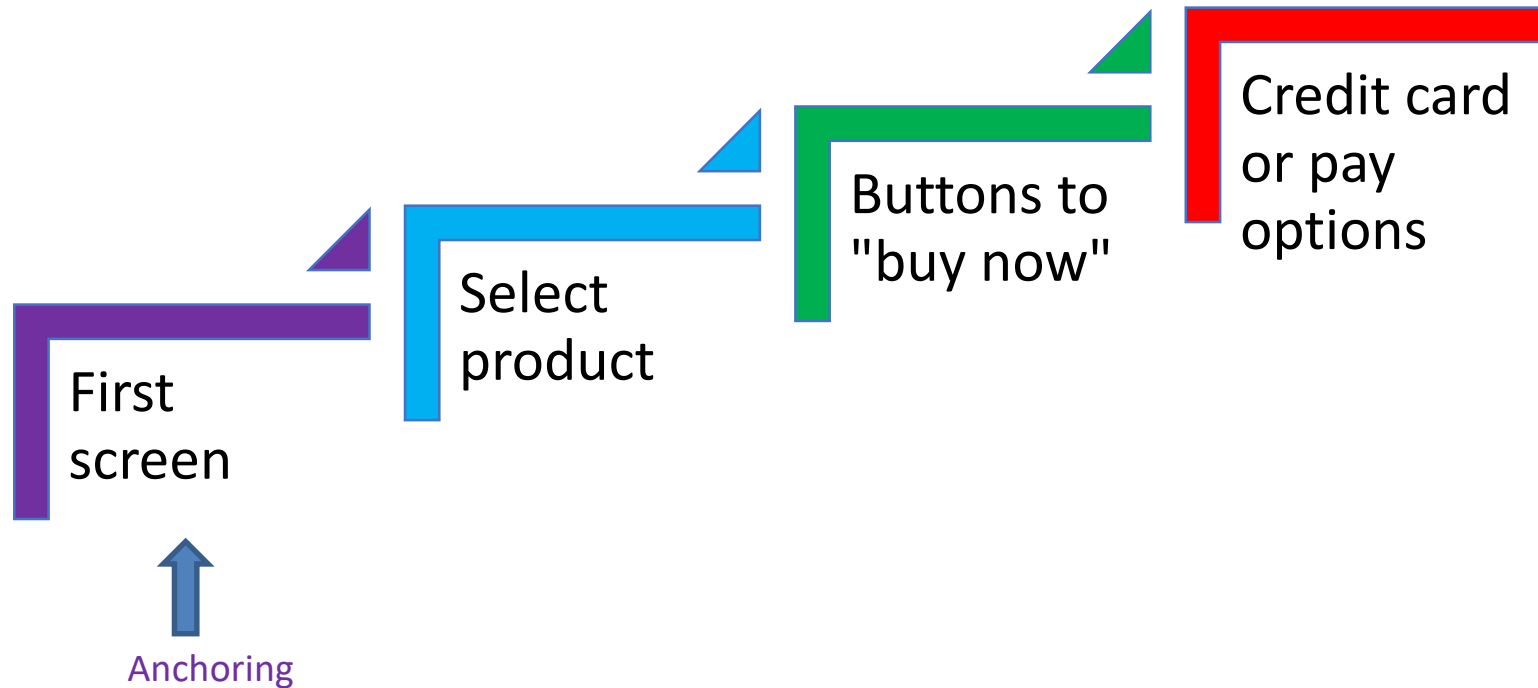 First
screen
Select
product
Buttons to
"buy now"
Credit card
or pay
options
Anchoring